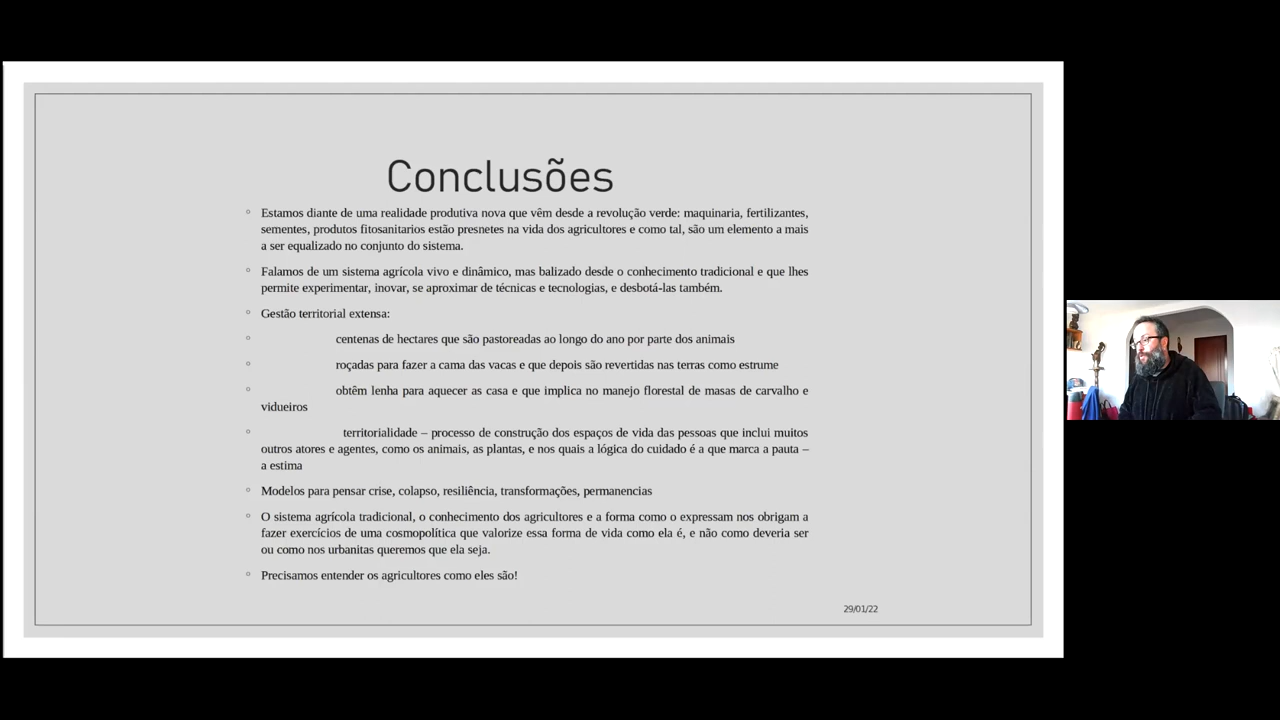 Conclusões
◦ Estamos diante de uma realidade produtiva nova que vêm desde a revolução verde: maquinaria, fertilizantes,
sementes, produtos fitosanitarios estão presnetes na vida dos agricultores e como tal, são um elemento a mais
a ser equalizado no conjunto do sistema.
◦ Falamos de um sistema agrícola vivo e dinâmico, mas balizado desde o conhecimento tradicional e que lhes
permite experimentar, inovar, se aproximar de técnicas e tecnologias, e desbotá-las também.
◦ Gestão territorial extensa:
◦ centenas de hectares que são pastoreadas ao longo do ano por parte dos animais
◦ roçadas para fazer a cama das vacas e que depois são revertidas nas terras como estrume
◦ obtêm lenha para aquecer as casa e que implica no manejo florestal de masas de carvalho e
vidueiros
◦ territorialidade – processo de construção dos espaços de vida das pessoas que inclui muitos
outros atores e agentes, como os animais, as plantas, e nos quais a lógica do cuidado é a que marca a pauta –
a estima
◦ Modelos para pensar crise, colapso, resiliência, transformações, permanencias
◦ O sistema agrícola tradicional, o conhecimento dos agricultores e a forma como o expressam nos obrigam a
fazer exercícios de uma cosmopolítica que valorize essa forma de vida como ela é, e não como deveria ser
ou como nos urbanitas queremos que ela seja.
◦ Precisamos entender os agricultores como eles são!
29/01/22